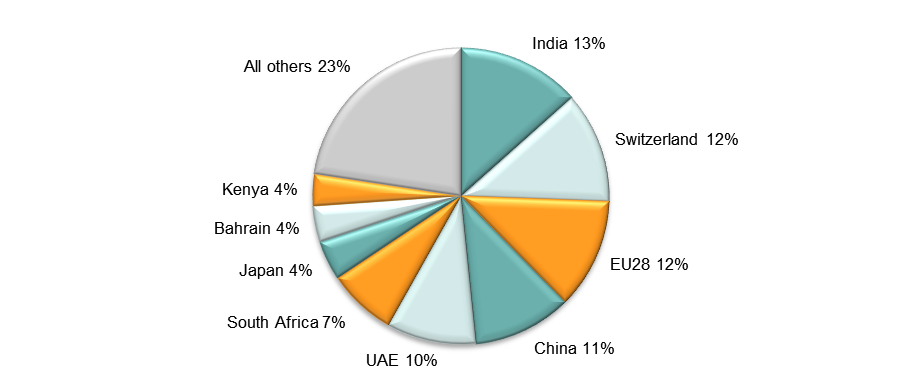 India 13%
Switzerland 12%
EU28 12%
China 11%
UAE 10%
South Africa 7%
Japan 4%
Bahrain 4%
Kenya 4%
All others 23%